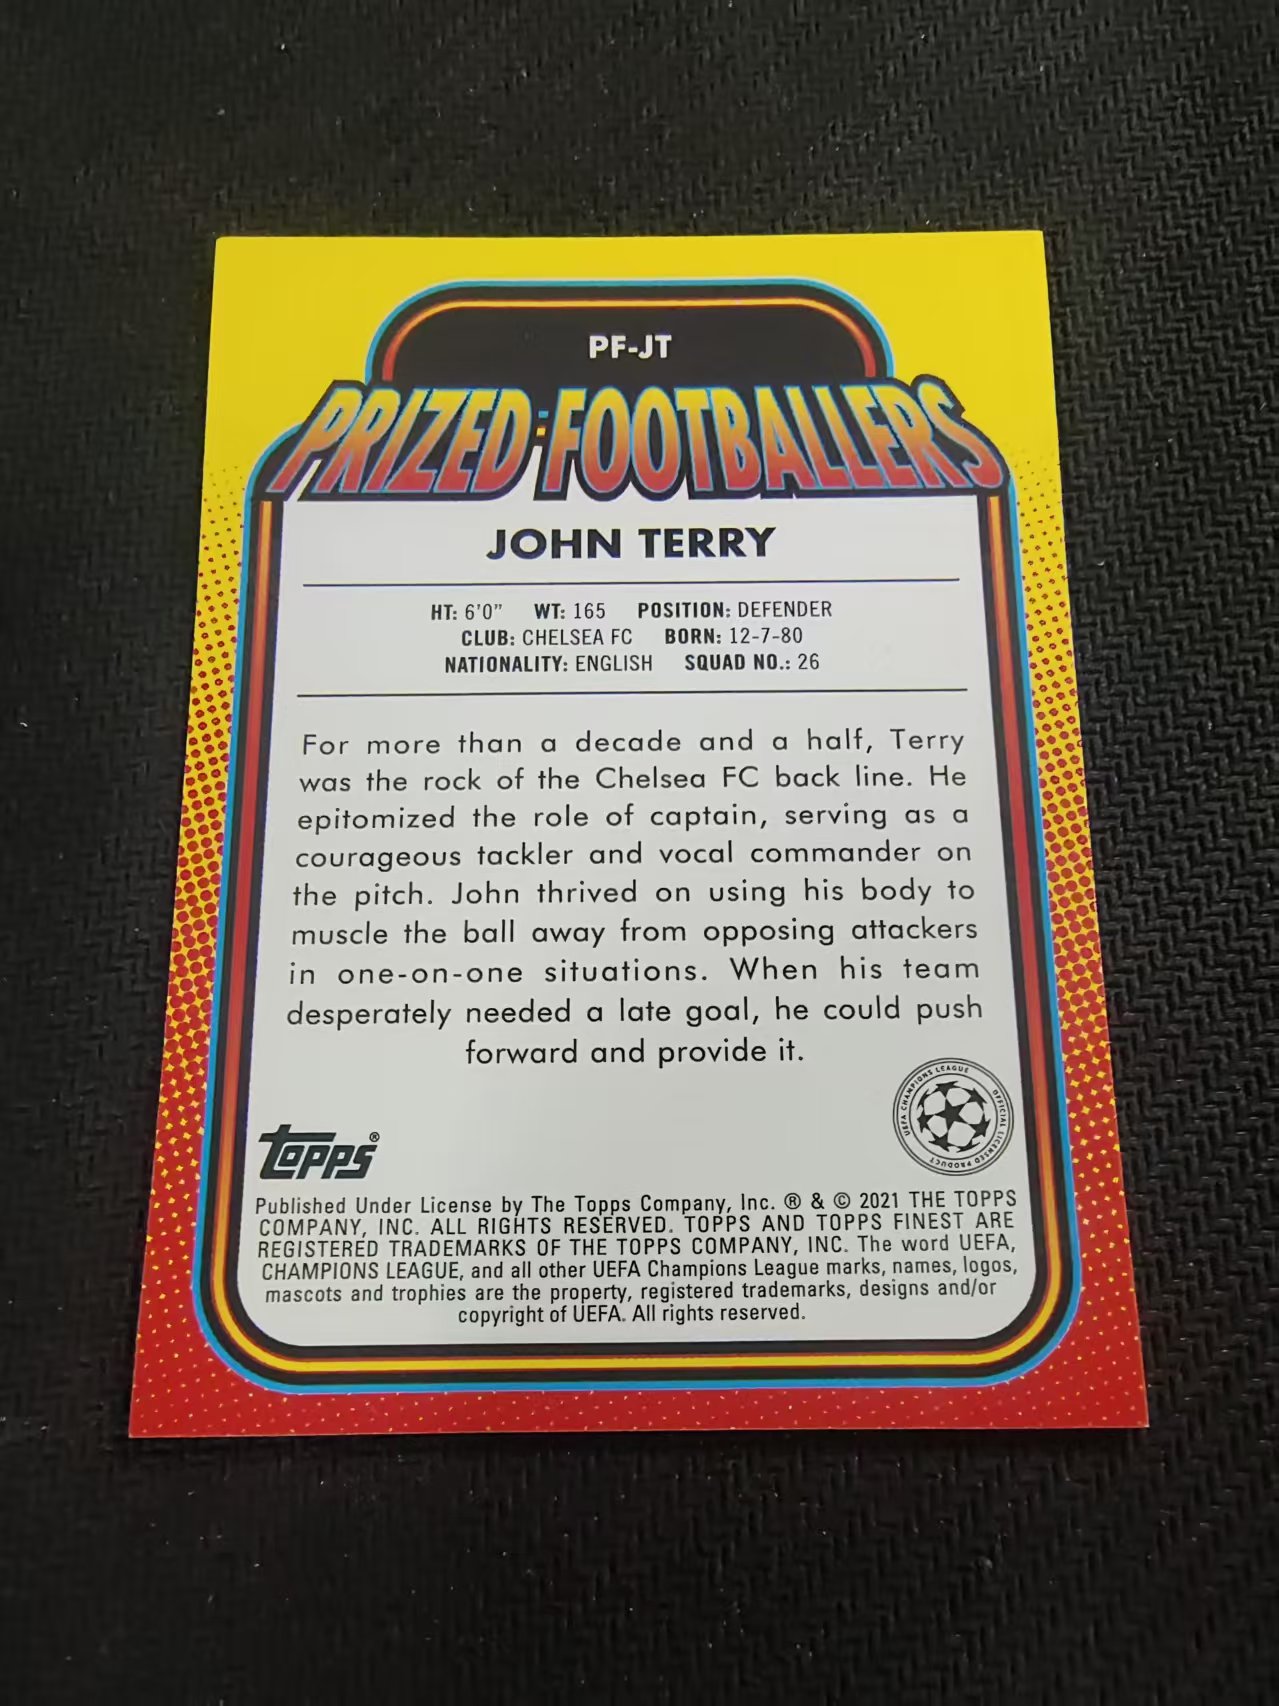 PF-JT
PRIZED FOOTBALLERS
JOHN TERRY
HT: 6'0" WT: 165 POSITION: DEFENDER
CLUB: CHELSEA FC BORN: 12-7-80
NATIONALITY: ENGLISH SQUAD NO.: 26
For more than a decade and a half, Terry
was the rock of the Chelsea FC back line. He
epitomized the role of captain, serving as a
courageous tackler and vocal commander on
the pitch. John thrived on using his body to
muscle the ball away from opposing attackers
in one-on-one situations. When his team
desperately needed a late goal, he could push
forward and provide it.
UEFA CHAMPIONS LEAGUE
OFFICIAL LICENSED PRODUCT
TOPPS®
Published Under License by The Topps Company, Inc. ® & © 2021 THE TOPPS
COMPANY, INC. ALL RIGHTS RESERVED. TOPPS AND TOPPS FINEST ARE
REGISTERED TRADEMARKS OF THE TOPPS COMPANY, INC. The word UEFA,
CHAMPIONS LEAGUE, and all other UEFA Champions League marks, names, logos,
mascots and trophies are the property, registered trademarks, designs and/or
copyright of UEFA. All rights reserved.